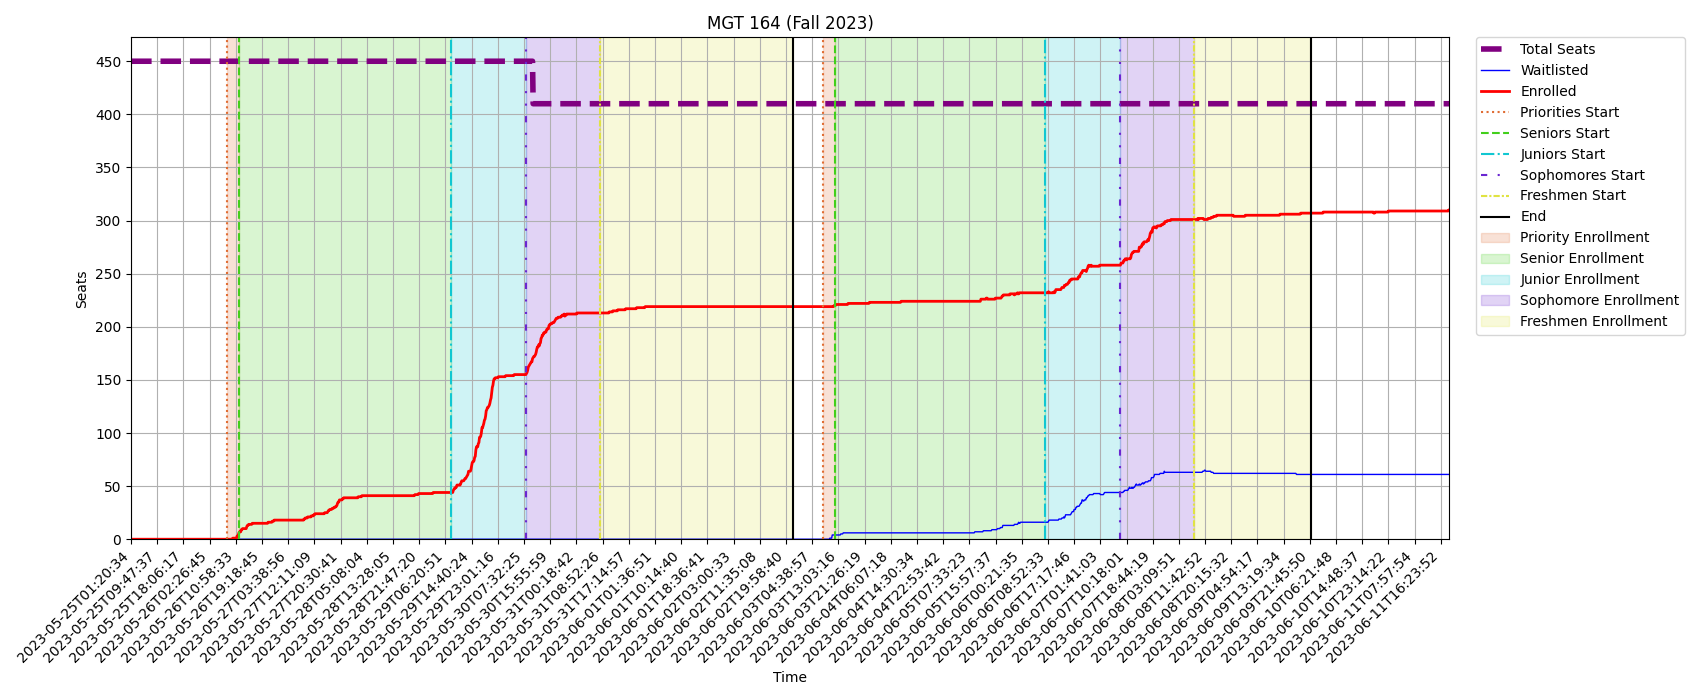 MGT 164 (Fall 2023)
450
400
350
300
250
200
150
100
50
0
Seats
2023-05-25T01:20:34
2023-05-25T09:47:37
2023-05-25T18:06:17
2023-05-26T02:26:45
2023-05-26T10:58:33
2023-05-26T19:18:45
2023-05-27T03:38:56
2023-05-27T12:11:09
2023-05-27T20:30:41
2023-05-28T05:08:04
2023-05-28T13:28:05
2023-05-28T21:47:20
2023-05-29T06:20:51
2023-05-29T14:40:24
2023-05-29T23:01:16
2023-05-30T07:32:25
2023-05-30T15:55:59
2023-05-31T00:18:42
2023-05-31T08:52:26
2023-05-31T17:14:57
2023-06-01T01:36:51
2023-06-01T10:14:40
2023-06-01T18:36:41
2023-06-02T03:00:33
2023-06-02T11:35:08
2023-06-02T19:58:40
2023-06-03T04:38:57
2023-06-03T13:03:16
2023-06-03T21:26:19
2023-06-04T06:07:18
2023-06-04T14:30:34
2023-06-04T22:53:42
2023-06-05T07:33:23
2023-06-05T15:57:37
2023-06-06T00:21:35
2023-06-06T08:52:33
2023-06-06T17:17:46
2023-06-07T01:41:03
2023-06-07T10:18:01
2023-06-07T18:44:19
2023-06-08T03:09:51
2023-06-08T11:42:52
2023-06-08T20:15:32
2023-06-09T04:54:17
2023-06-09T13:19:34
2023-06-09T21:45:50
2023-06-10T06:21:48
2023-06-10T14:48:37
2023-06-10T23:14:22
2023-06-11T07:57:54
2023-06-11T16:23:52
Time
Total Seats
Waitlisted
Enrolled
Priorities Start
Seniors Start
Juniors Start
Sophomores Start
Freshmen Start
End
Priority Enrollment
Senior Enrollment
Junior Enrollment
Sophomore Enrollment
Freshmen Enrollment